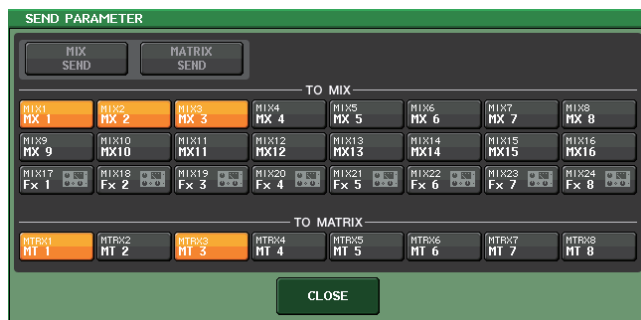 SEND PARAMETER
MIX SEND
MATRIX SEND
TO MIX
MIX1 MIX2 MIX3 MIX4 MIX5 MIX6 MIX7 MIX8
MX 1 MX 2 MX 3 MX 4 MX 5 MX 6 MX 7 MX 8
MIX9 MIX10 MIX11 MIX12 MIX13 MIX14 MIX15 MIX16
MX 9 MX10 MX11 MX12 MX13 MX14 MX15 MX16
MIX17 MIX18 MIX19 MIX20 MIX21 MIX22 MIX23 MIX24
Fx 1 Fx 2 Fx 3 Fx 4 Fx 5 Fx 6 Fx 7 Fx 8
TO MATRIX
MTRX1 MTRX2 MTRX3 MTRX4 MTRX5 MTRX6 MTRX7 MTRX8
MT 1 MT 2 MT 3 MT 4 MT 5 MT 6 MT 7 MT 8
CLOSE